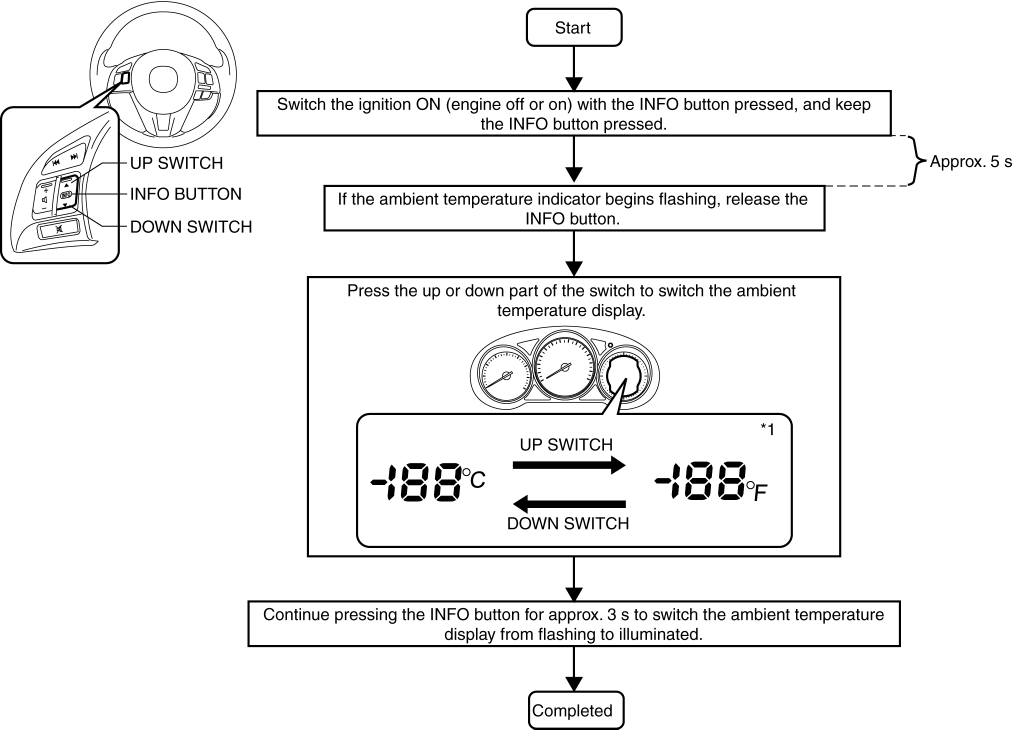 Start
Switch the ignition ON (engine off or on) with the INFO button pressed, and keep
the INFO button pressed.
UP SWITCH
INFO BUTTON
DOWN SWITCH
Approx. 5 s
If the ambient temperature indicator begins flashing, release the
INFO button.
Press the up or down part of the switch to switch the ambient
temperature display.
*1
UP SWITCH
-188°C
-188°F
DOWN SWITCH
Continue pressing the INFO button for approx. 3 s to switch the ambient temperature
display from flashing to illuminated.
Completed